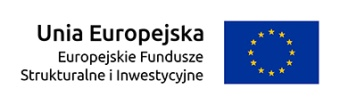 Unia Europejska
Europejskie Fundusze
Strukturalne i Inwestycyjne